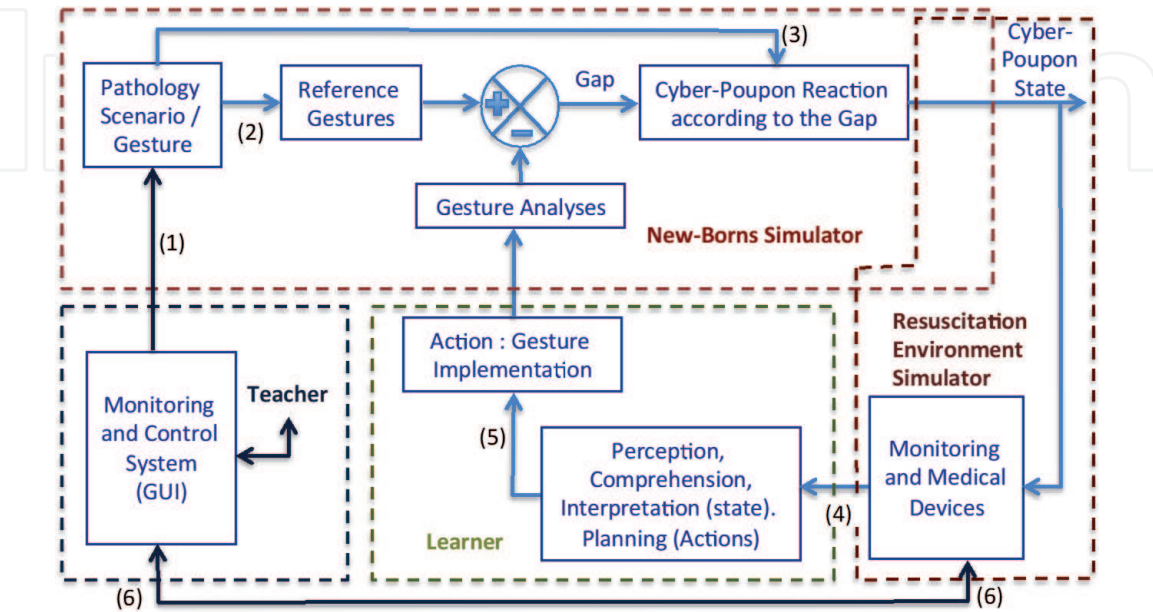 (3)
Cyber-
Poupon
State
Pathology
Scenario /
Gesture
(2)
Reference
Gestures
Gap
Cyber-Poupon Reaction
according to the Gap
Gesture Analyses
New-Borns Simulator
(1)
Action : Gesture
Implementation
Resuscitation
Environment
Simulator
Monitoring
and Control
System
(GUI)
Teacher
(5)
Perception,
Comprehension,
Interpretation (state).
Planning (Actions)
Learner
(4)
Monitoring
and Medical
Devices
(6)
(6)